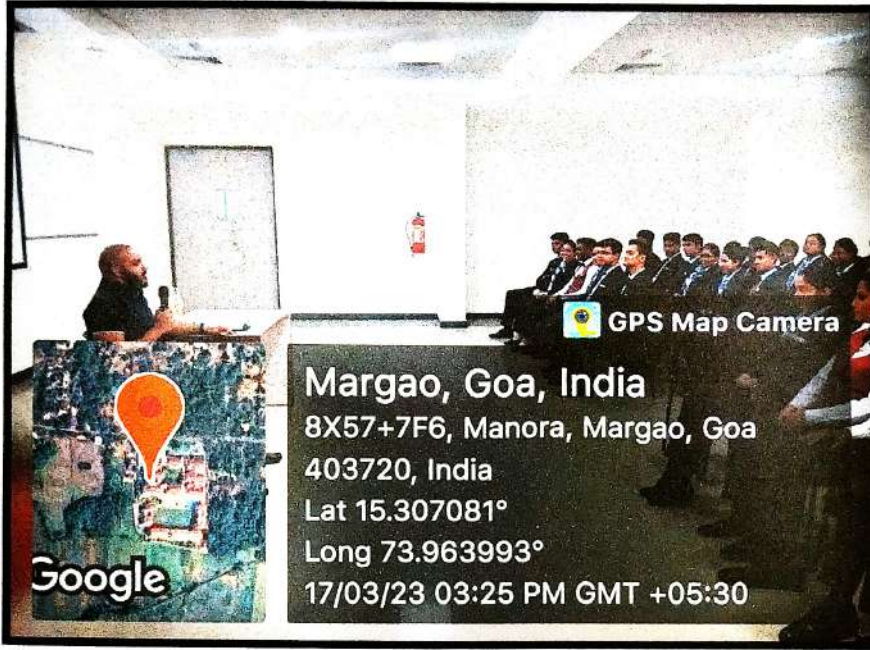 GPS Map Camera
Margao, Goa, India
8X57+7F6, Manora, Margao, Goa
403720, India
Lat 15.307081°
Long 73.963993°
17/03/23 03:25 PM GMT +05:30
Google